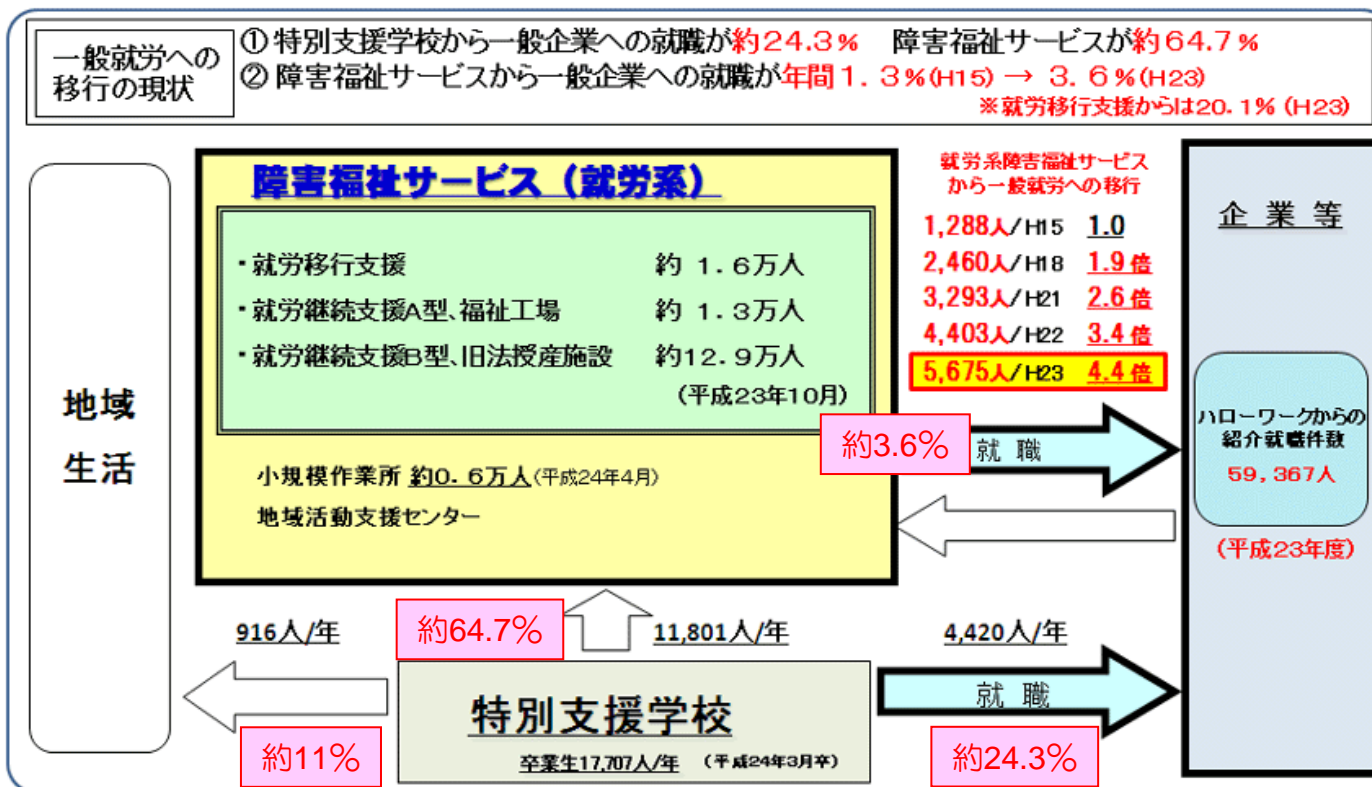 一般就労への
移行の現状
① 特別支援学校から一般企業への就職が約24.3% 障害福祉サービスが約64.7%
② 障害福祉サービスから一般企業への就職が年間1.3%(H15) → 3.6%(H23)
※就労移行支援からは20.1%(H23)
地域
生活
障害福祉サービス(就労系)
・就労移行支援 約 1.6万人
・就労継続支援A型、福祉工場 約 1.3万人
・就労継続支援B型、旧法授産施設 約12.9万人
(平成23年10月)
小規模作業所 約0.6万人(平成24年4月)
地域活動支援センター
就労系障害福祉サービス
から一般就労への移行
1,288人/H15 1.0
2,460人/H18 1.9倍
3,293人/H21 2.6倍
4,403人/H22 3.4倍
5,675人/H23 4.4倍
約3.6%
就職
企業等
ハローワークからの
紹介就職件数
59,367人
(平成23年度)
916人/年
約64.7%
11,801人/年
4,420人/年
特別支援学校
卒業生17,707人/年 (平成24年3月卒)
就職
約11%
約24.3%